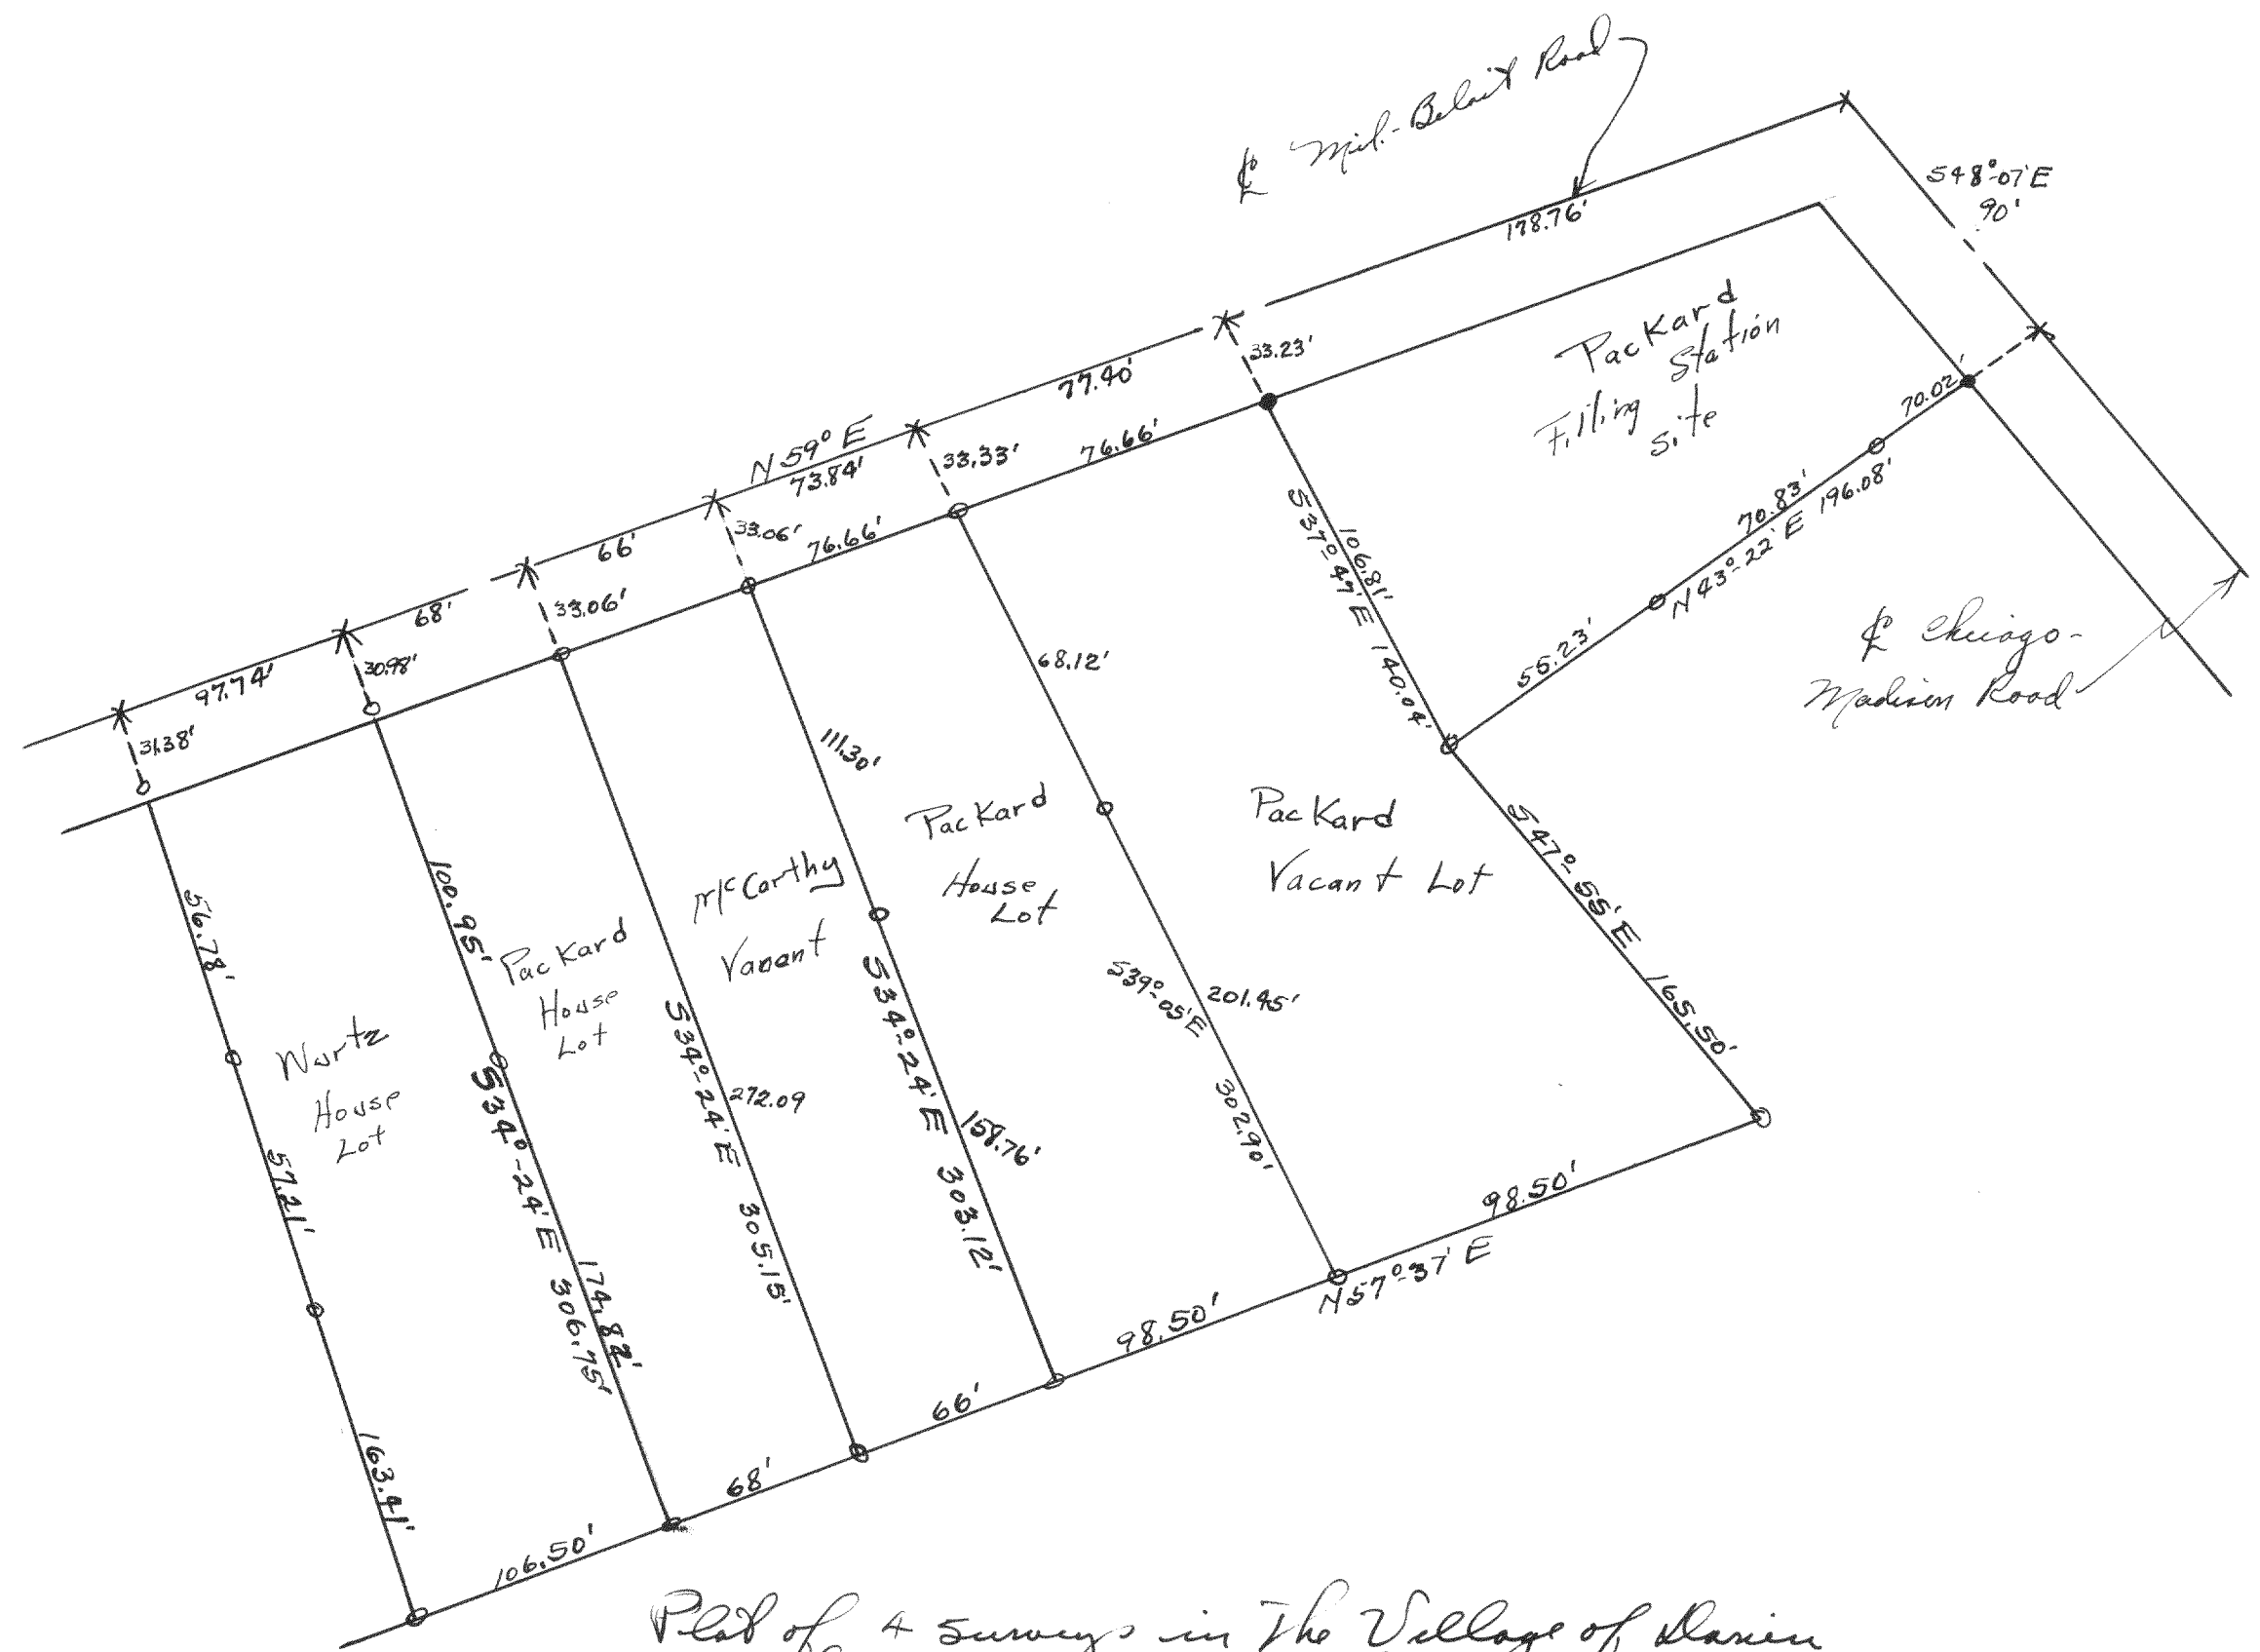 ℄ Mil.-Beloit Road
178.76'
S48°-07'E
90'
33.23'
Packard
Filling Station
Site
70.02'
70.83'
N43°-22'E 196.08'
55.23'
℄ Chicago-
Madison Road
77.40'
N59°E
73.84'
33.33'
76.66'
66'
33.06'
76.66'
68'
33.06'
97.74'
30.98'
31.38'
106.81'
S37°-47'E 140.04'
68.12'
111.30'
Packard
House
Lot
Packard
Vacant Lot
S47°-55'E 165.50'
100.95'
56.78'
McCarthy
Vacant
Packard
House
Lot
Wurtz
House
Lot
S39°-05'E
201.45'
302.90'
S34°-24'E
158.76'
303.12'
S34°-24'E
272.09
305.15'
S34°-24'E
174.82'
306.75'
57.21'
163.41'
98.50'
N57°-37'E
98.50'
66'
68'
106.50'
Plat of 4 Surveys in The Village of Darien